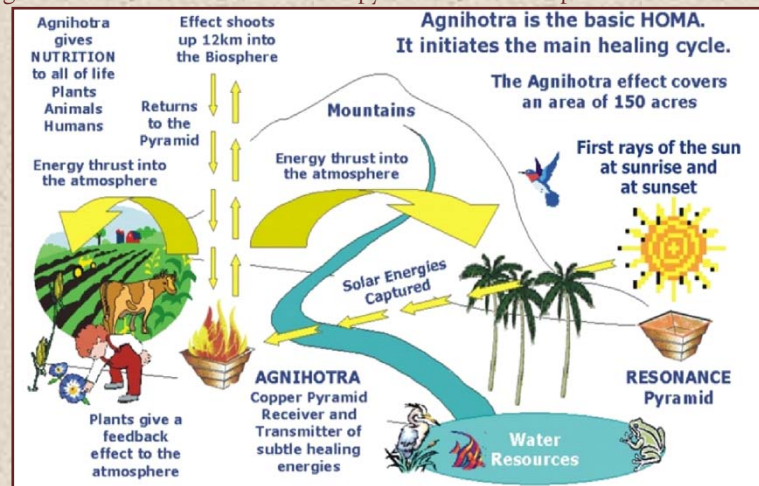 Agnihotra
gives
NUTRITION
to all of life
Plants
Animals
Humans
Effect shoots
up 12km into
the Biosphere
Agnihotra is the basic HOMA.
It initiates the main healing cycle.
The Agnihotra effect covers
an area of 150 acres
Returns
to the
Pyramid
Mountains
Energy thrust into
the atmosphere
Energy thrust into
the atmosphere
First rays of the sun
at sunrise and
at sunset
Solar Energies
Captured
AGNIHOTRA
Copper Pyramid
Receiver and
Transmitter of
subtle healing
energies
RESONANCE
Pyramid
Plants give a
feedback
effect to the
atmosphere
Water
Resources